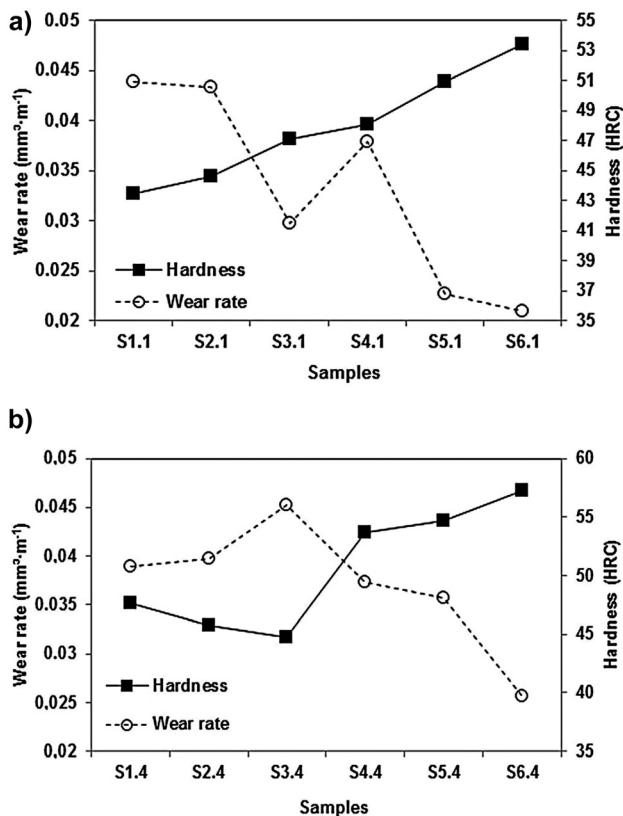 a)
Wear rate (mm³·m⁻¹)
0.05
0.045
0.04
0.035
0.03
0.025
0.02
Hardness
Wear rate
55
53
51
49
47
45
43
41
39
37
35
Hardness (HRC)
S1.1 S2.1 S3.1 S4.1 S5.1 S6.1
Samples
b)
Wear rate (mm³·m⁻¹)
0.05
0.045
0.04
0.035
0.03
0.025
0.02
Hardness
Wear rate
60
55
50
45
40
35
Hardness (HRC)
S1.4 S2.4 S3.4 S4.4 S5.4 S6.4
Samples